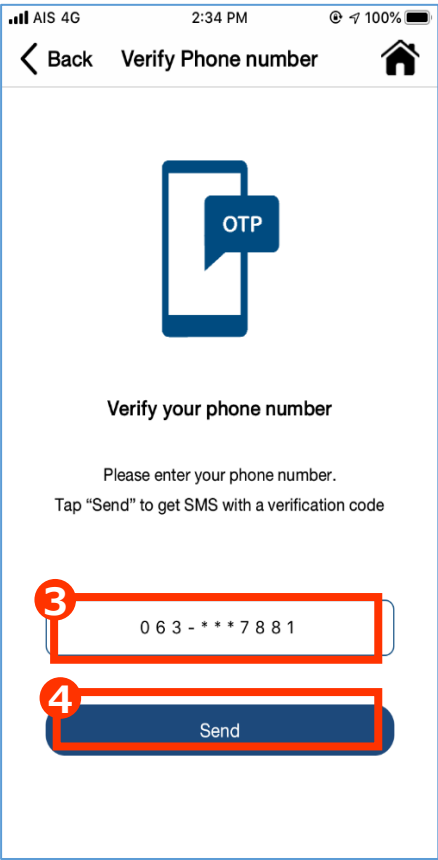 AIS 4G 2:34 PM 100%
Back Verify Phone number
OTP
Verify your phone number
Please enter your phone number.
Tap “Send” to get SMS with a verification code
3
063-***7881
4
Send